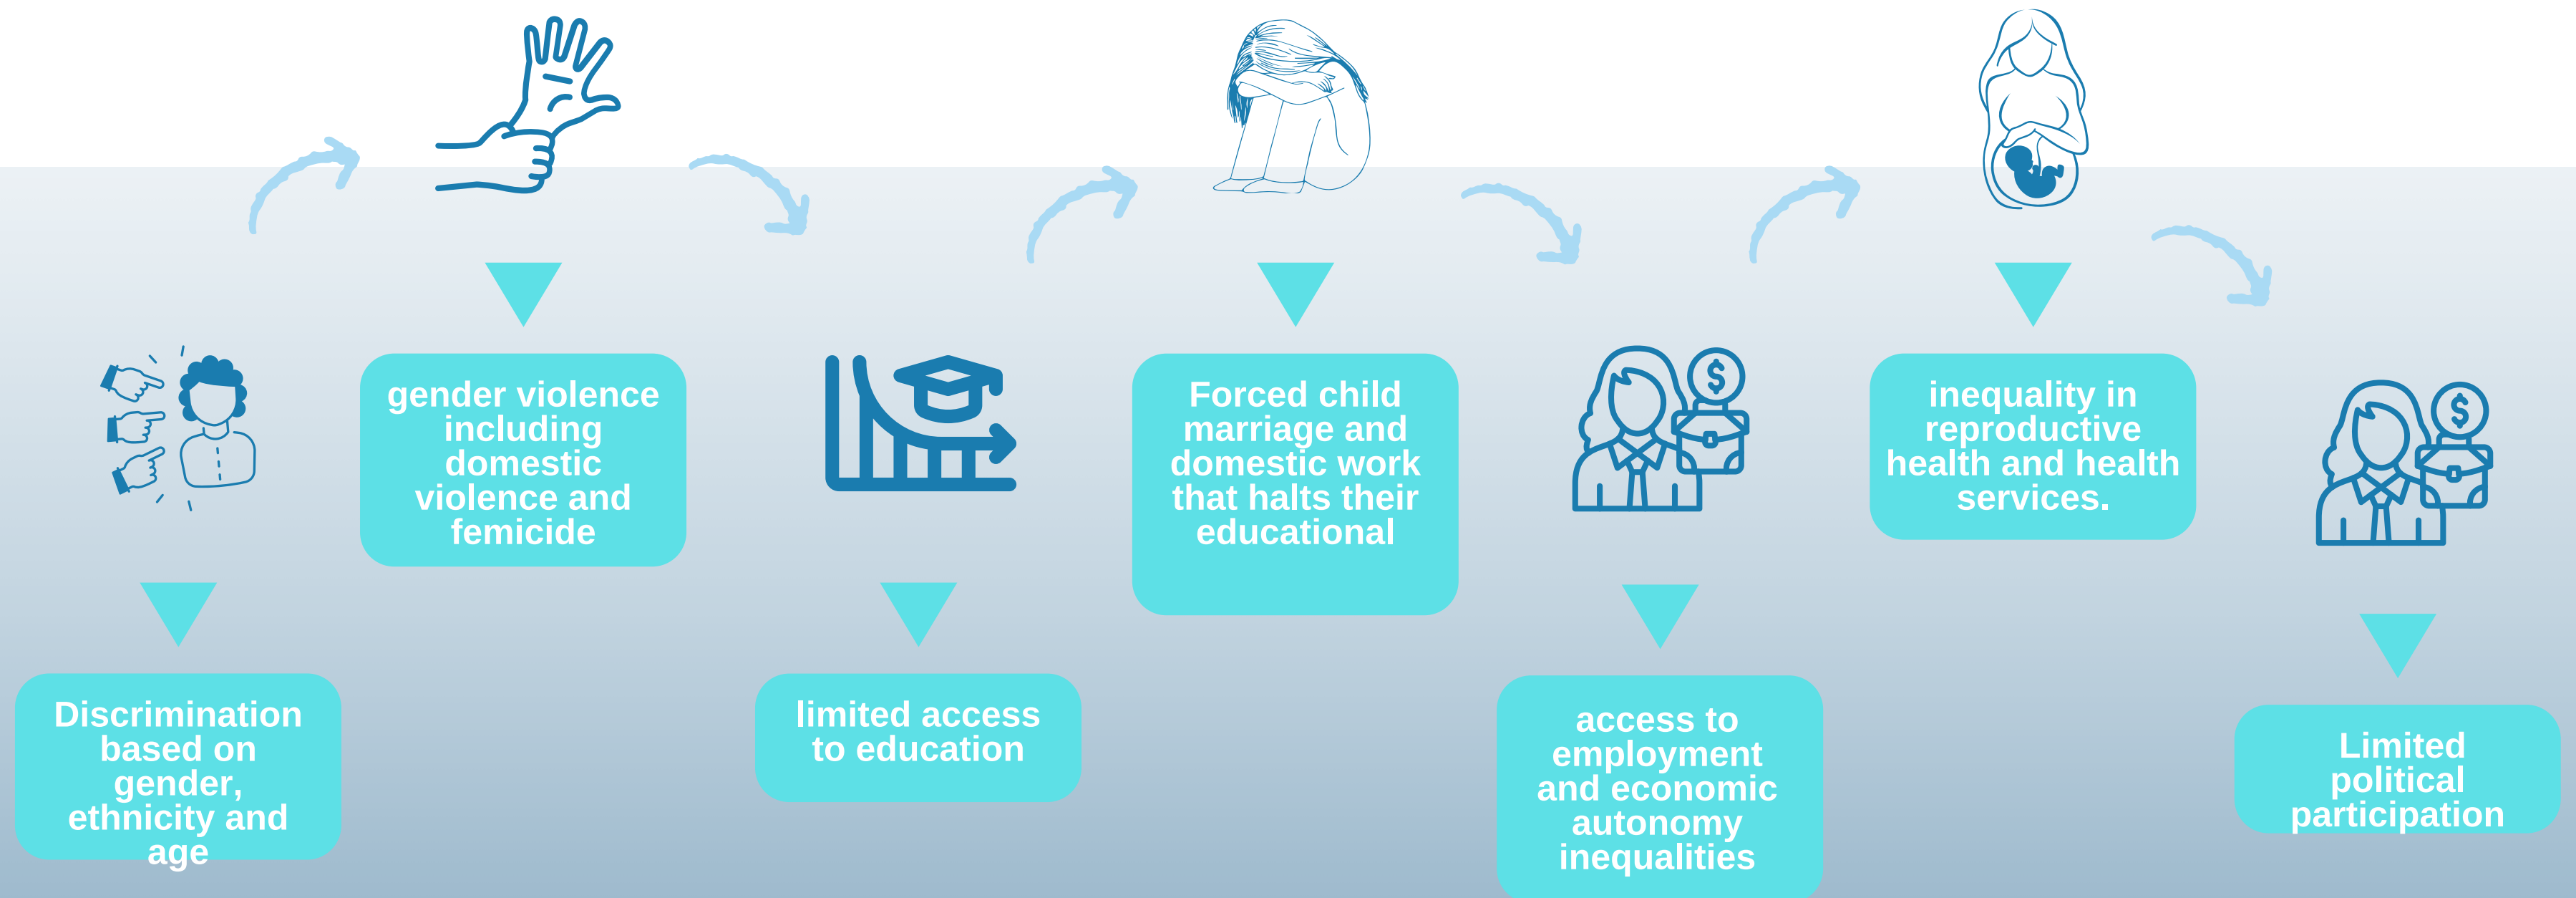 Discrimination
based on
gender,
ethnicity and
age
gender violence
including
domestic
violence and
femicide
limited access
to education
Forced child
marriage and
domestic work
that halts their
educational
$
access to
employment
and economic
autonomy
inequalities
inequality in
reproductive
health and health
services.
$
Limited
political
participation